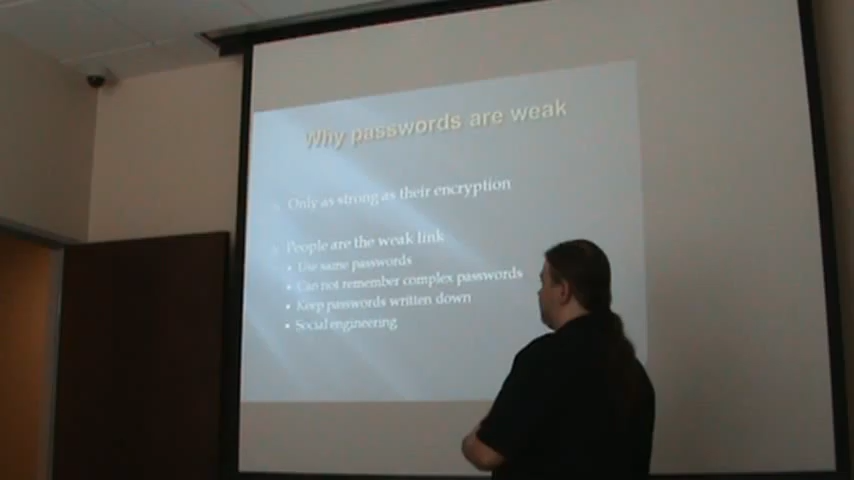 Why passwords are weak
Only as strong as their encryption
People are the weak link
Use same passwords
Can not remember complex passwords
Keep passwords written down
Social engineering